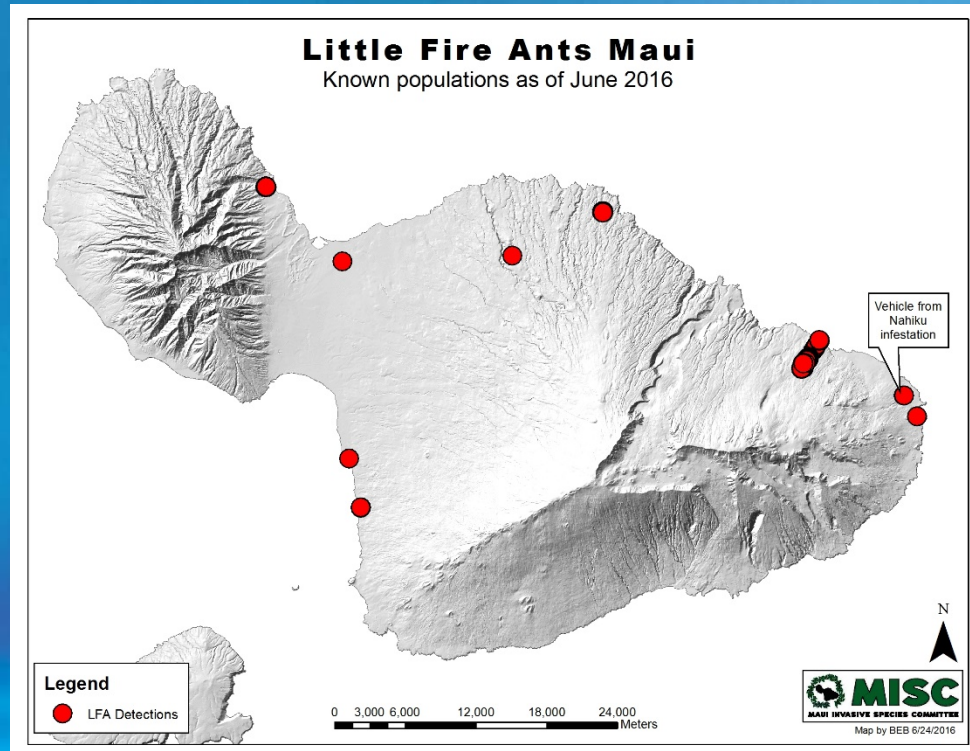 Little Fire Ants Maui
Known populations as of June 2016
Vehicle from
Nahiku
infestation
N
Legend
LFA Detections
0 3,000 6,000 12,000 18,000 24,000
Meters
MISC
MAUI INVASIVE SPECIES COMMITTEE
Map by BEB 6/24/2016